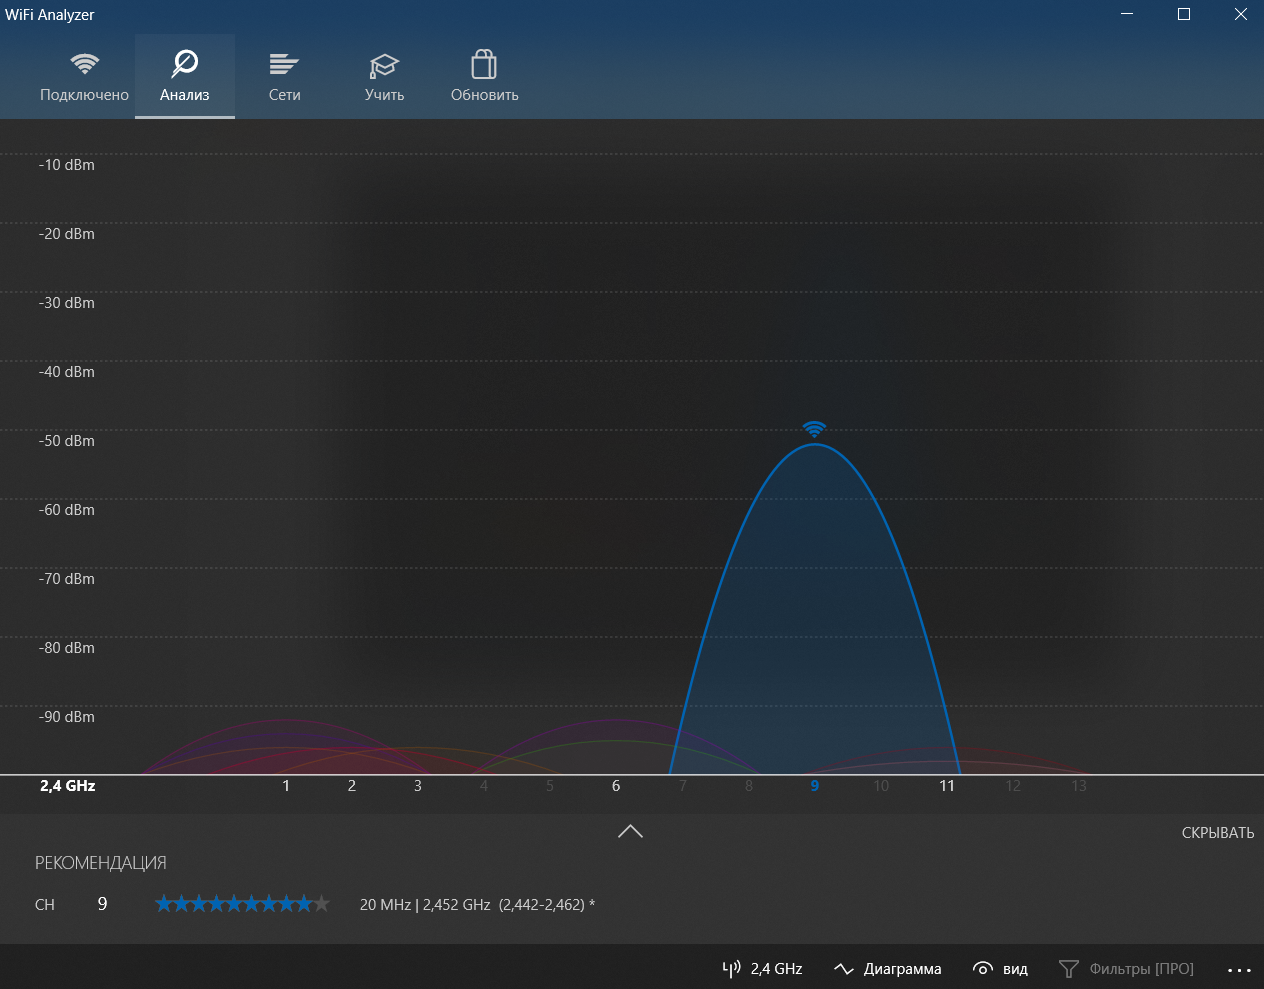 WiFi Analyzer
Подключено Анализ Сети Учить Обновить
-10 dBm
-20 dBm
-30 dBm
-40 dBm
-50 dBm
-60 dBm
-70 dBm
-80 dBm
-90 dBm
2,4 GHz 1 2 3 4 5 6 7 8 9 10 11 12 13
СКРЫВАТЬ
РЕКОМЕНДАЦИЯ
CH 9 20 MHz | 2,452 GHz (2,442-2,462) *
2,4 GHz Диаграмма вид Фильтры [ПРО]